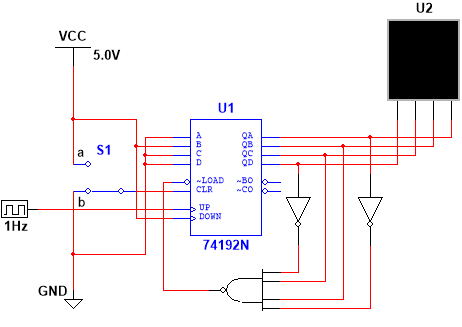 U2
VCC
5.0V
U1
S1
a
b
A QA
B QB
C QC
D QD
~LOAD ~BO
CLR ~CO
UP
DOWN
1Hz
74192N
GND